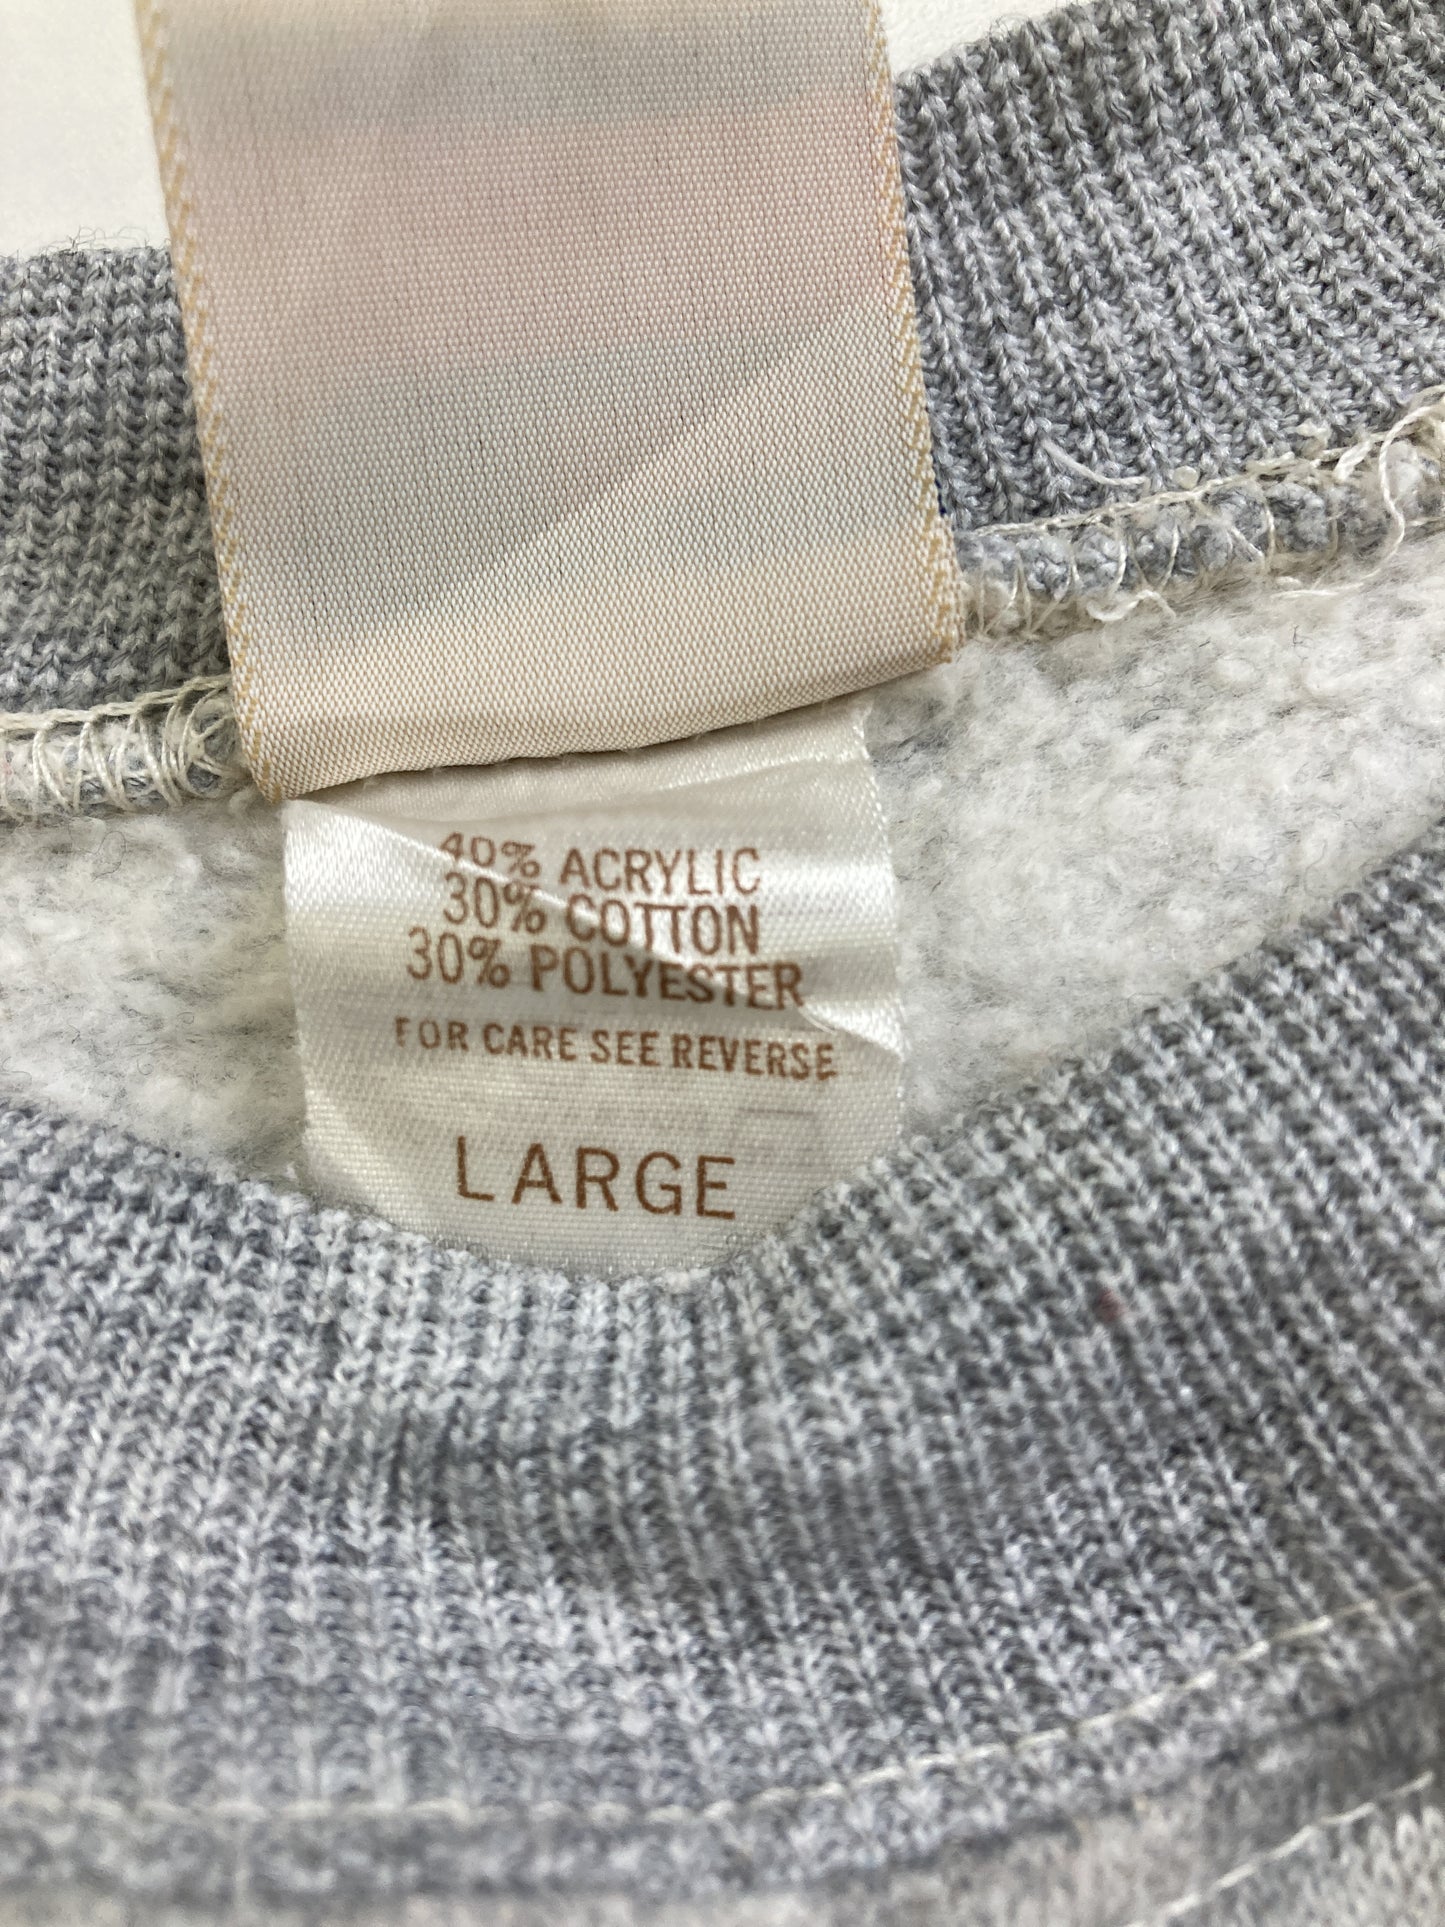 40% ACRYLIC
30% COTTON
30% POLYESTER
FOR CARE SEE REVERSE
LARGE